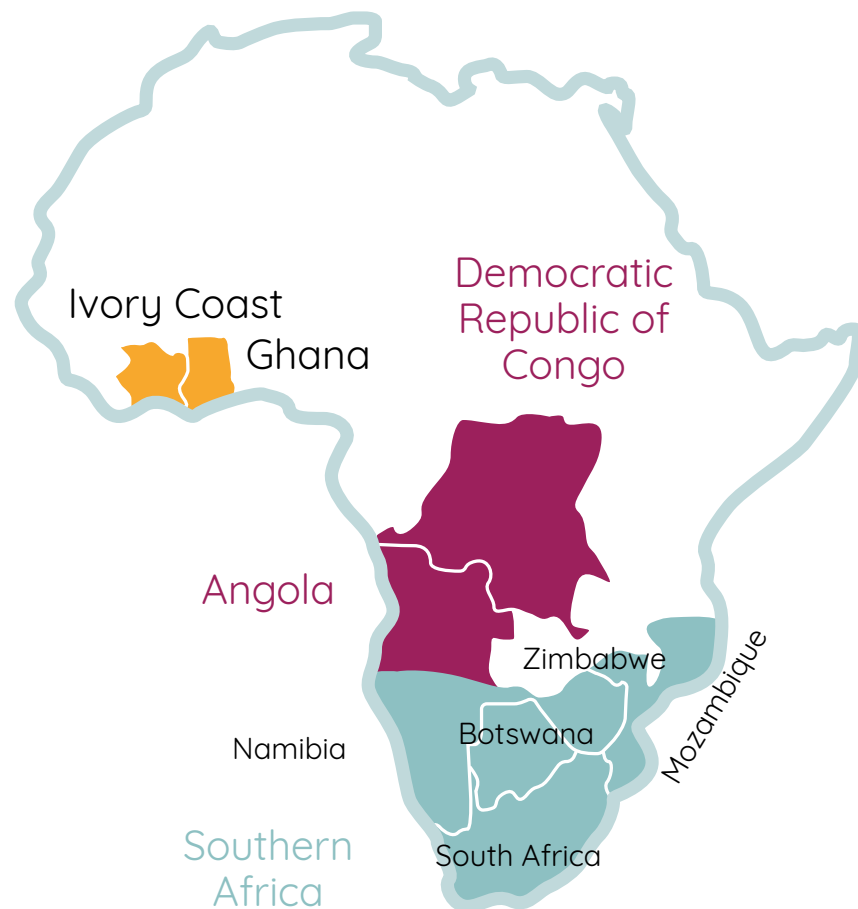 Democratic
Republic of
Congo
Ivory Coast
Ghana
Angola
Zimbabwe
Mozambique
Botswana
Namibia
Southern
Africa
South Africa